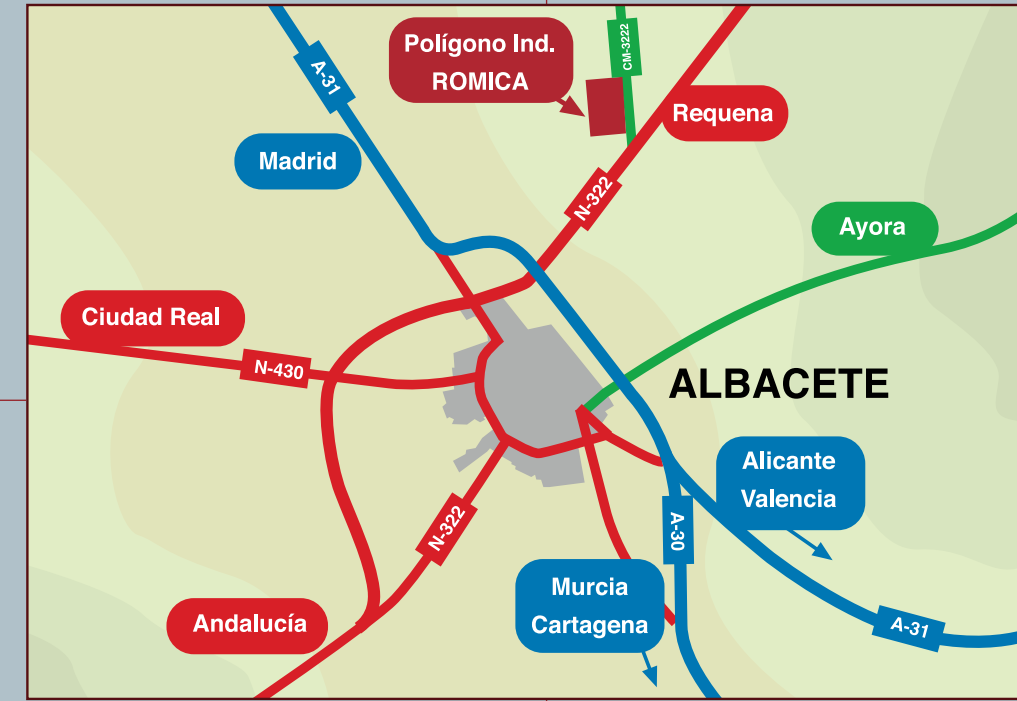 Polígono Ind.
ROMICA
CM-3222
A-31
Requena
Madrid
N-322
Ayora
Ciudad Real
N-430
ALBACETE
Alicante
Valencia
N-322
A-30
Murcia
Cartagena
Andalucía
A-31